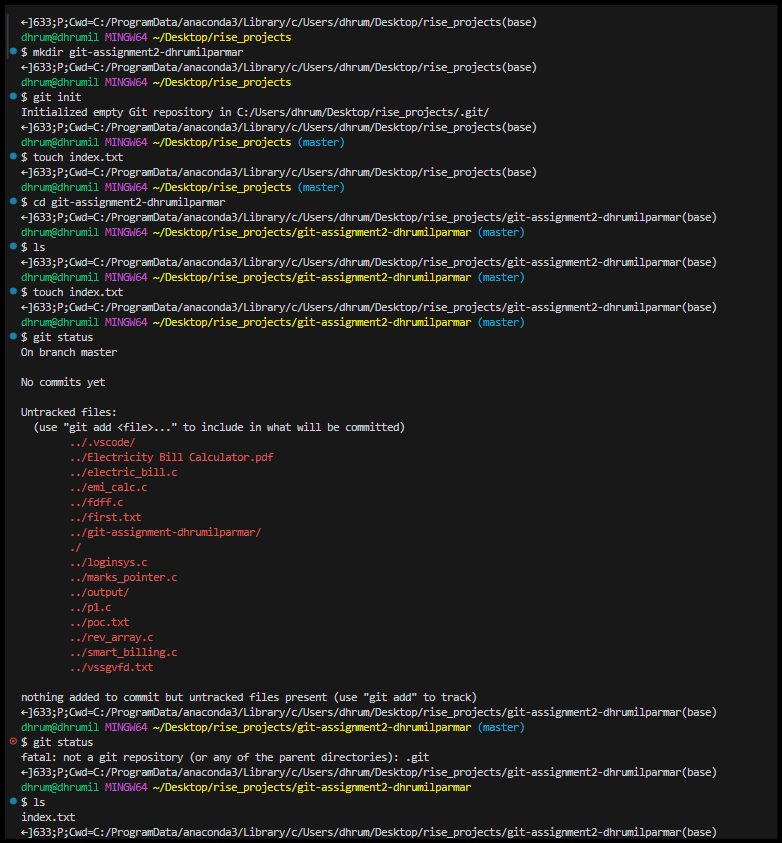 ←]633;P;Cwd=C:/ProgramData/anaconda3/Library/c/Users/dhrum/Desktop/rise_projects(base)
dhrum@dhrumil MINGW64 ~/Desktop/rise_projects
$ mkdir git-assignment2-dhrumilparmar
←]633;P;Cwd=C:/ProgramData/anaconda3/Library/c/Users/dhrum/Desktop/rise_projects(base)
dhrum@dhrumil MINGW64 ~/Desktop/rise_projects
$ git init
Initialized empty Git repository in C:/Users/dhrum/Desktop/rise_projects/.git/
←]633;P;Cwd=C:/ProgramData/anaconda3/Library/c/Users/dhrum/Desktop/rise_projects(base)
dhrum@dhrumil MINGW64 ~/Desktop/rise_projects (master)
$ touch index.txt
←]633;P;Cwd=C:/ProgramData/anaconda3/Library/c/Users/dhrum/Desktop/rise_projects(base)
dhrum@dhrumil MINGW64 ~/Desktop/rise_projects (master)
$ cd git-assignment2-dhrumilparmar
←]633;P;Cwd=C:/ProgramData/anaconda3/Library/c/Users/dhrum/Desktop/rise_projects/git-assignment2-dhrumilparmar(base)
dhrum@dhrumil MINGW64 ~/Desktop/rise_projects/git-assignment2-dhrumilparmar (master)
$ ls
←]633;P;Cwd=C:/ProgramData/anaconda3/Library/c/Users/dhrum/Desktop/rise_projects/git-assignment2-dhrumilparmar(base)
dhrum@dhrumil MINGW64 ~/Desktop/rise_projects/git-assignment2-dhrumilparmar (master)
$ touch index.txt
←]633;P;Cwd=C:/ProgramData/anaconda3/Library/c/Users/dhrum/Desktop/rise_projects/git-assignment2-dhrumilparmar(base)
dhrum@dhrumil MINGW64 ~/Desktop/rise_projects/git-assignment2-dhrumilparmar (master)
$ git status
On branch master
No commits yet
Untracked files:
(use "git add <file>..." to include in what will be committed)
../.vscode/
../Electricity Bill Calculator.pdf
../electric_bill.c
../emi_calc.c
../fdff.c
../first.txt
../git-assignment-dhrumilparmar/
./
../loginsys.c
../marks_pointer.c
../output/
../p1.c
../poc.txt
../rev_array.c
../smart_billing.c
../vssgvfd.txt
nothing added to commit but untracked files present (use "git add" to track)
←]633;P;Cwd=C:/ProgramData/anaconda3/Library/c/Users/dhrum/Desktop/rise_projects/git-assignment2-dhrumilparmar(base)
dhrum@dhrumil MINGW64 ~/Desktop/rise_projects/git-assignment2-dhrumilparmar (master)
$ git status
fatal: not a git repository (or any of the parent directories): .git
←]633;P;Cwd=C:/ProgramData/anaconda3/Library/c/Users/dhrum/Desktop/rise_projects/git-assignment2-dhrumilparmar(base)
dhrum@dhrumil MINGW64 ~/Desktop/rise_projects/git-assignment2-dhrumilparmar
$ ls
index.txt
←]633;P;Cwd=C:/ProgramData/anaconda3/Library/c/Users/dhrum/Desktop/rise_projects/git-assignment2-dhrumilparmar(base)